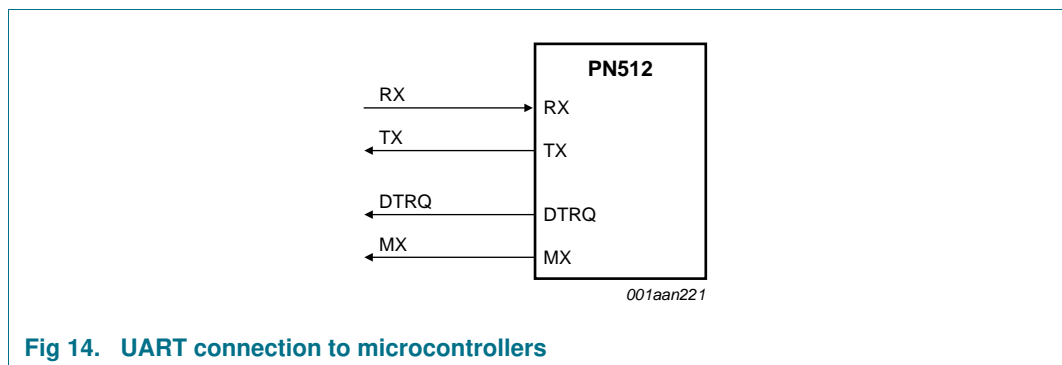 PN512
RX
RX
TX
TX
DTRQ
DTRQ
MX
MX
001aan221
Fig 14. UART connection to microcontrollers